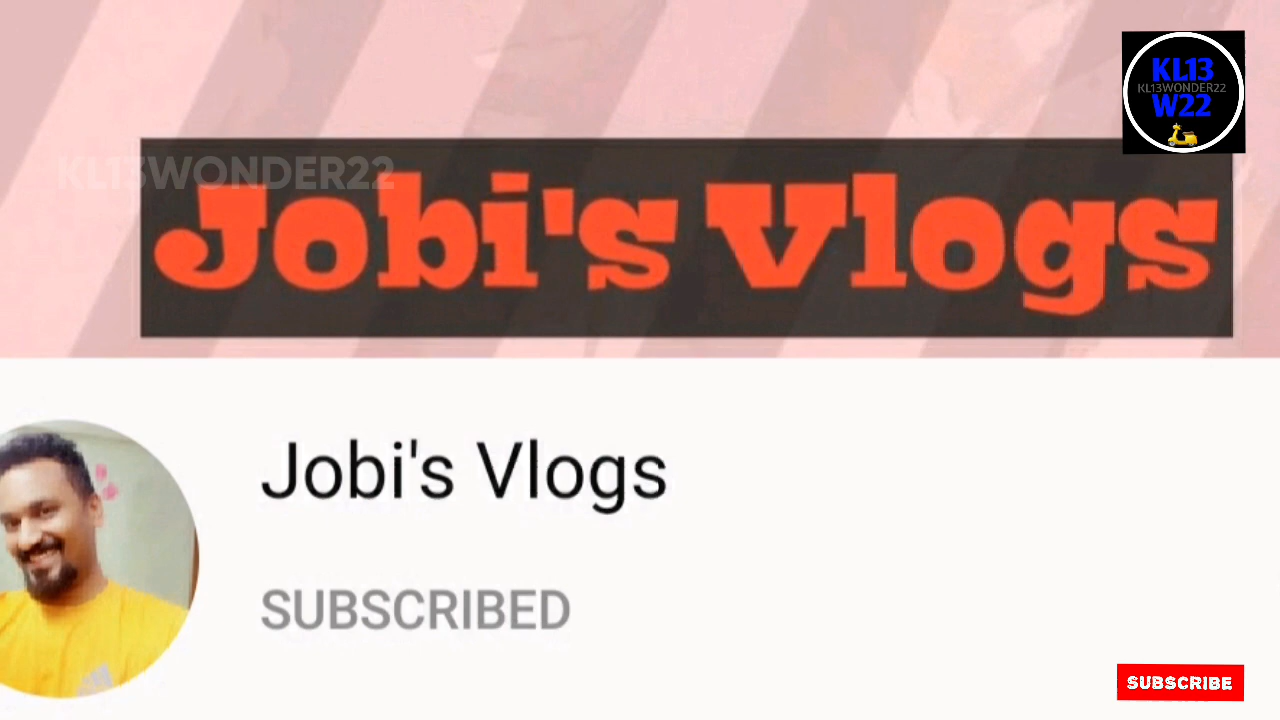 KL13
KL13WONDER22
W22
KL13WONDER22
Jobi's Vlogs
Jobi's Vlogs
SUBSCRIBED
SUBSCRIBE